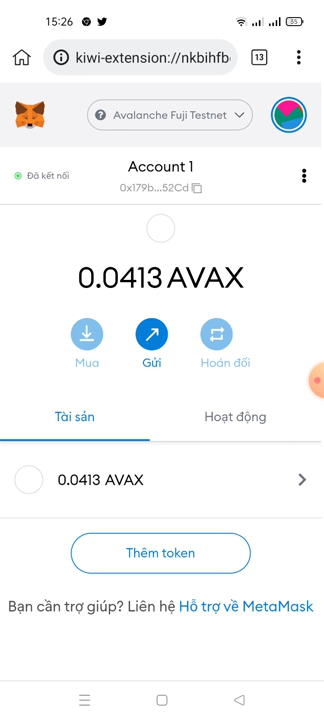 15:26
35
kiwi-extension://nkbihfb
13
Avalanche Fuji Testnet
Đã kết nối
Account 1
0x179b...52Cd
0.0413 AVAX
Mua
Gửi
Hoán đổi
Tài sản
Hoạt động
0.0413 AVAX
Thêm token
Bạn cần trợ giúp? Liên hệ Hỗ trợ về MetaMask